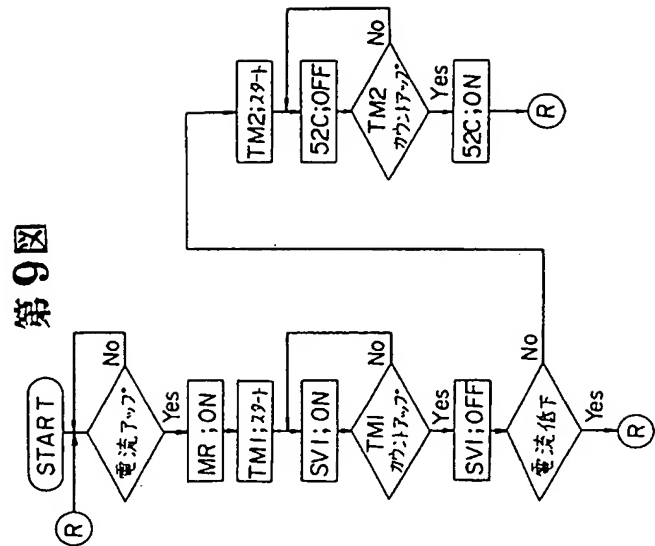 第9図
START
R
電流アップ
No
Yes
MR;ON
TM1;スタート
SV1;ON
TM1
カウントアップ
No
Yes
SV1;OFF
電流低下
No
Yes
R
TM2;スタート
52C;OFF
TM2
カウントアップ
No
Yes
52C;ON
R